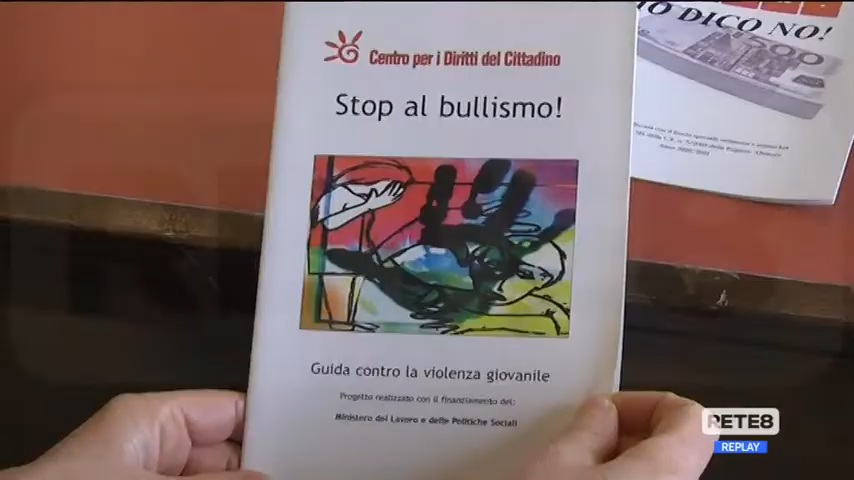 Centro per i Diritti del Cittadino
Stop al bullismo!
Guida contro la violenza giovanile
Progetto realizzato con il finanziamento del:
Ministero del Lavoro e delle Politiche Sociali
DICO NO!
500
RETE8
REPLAY